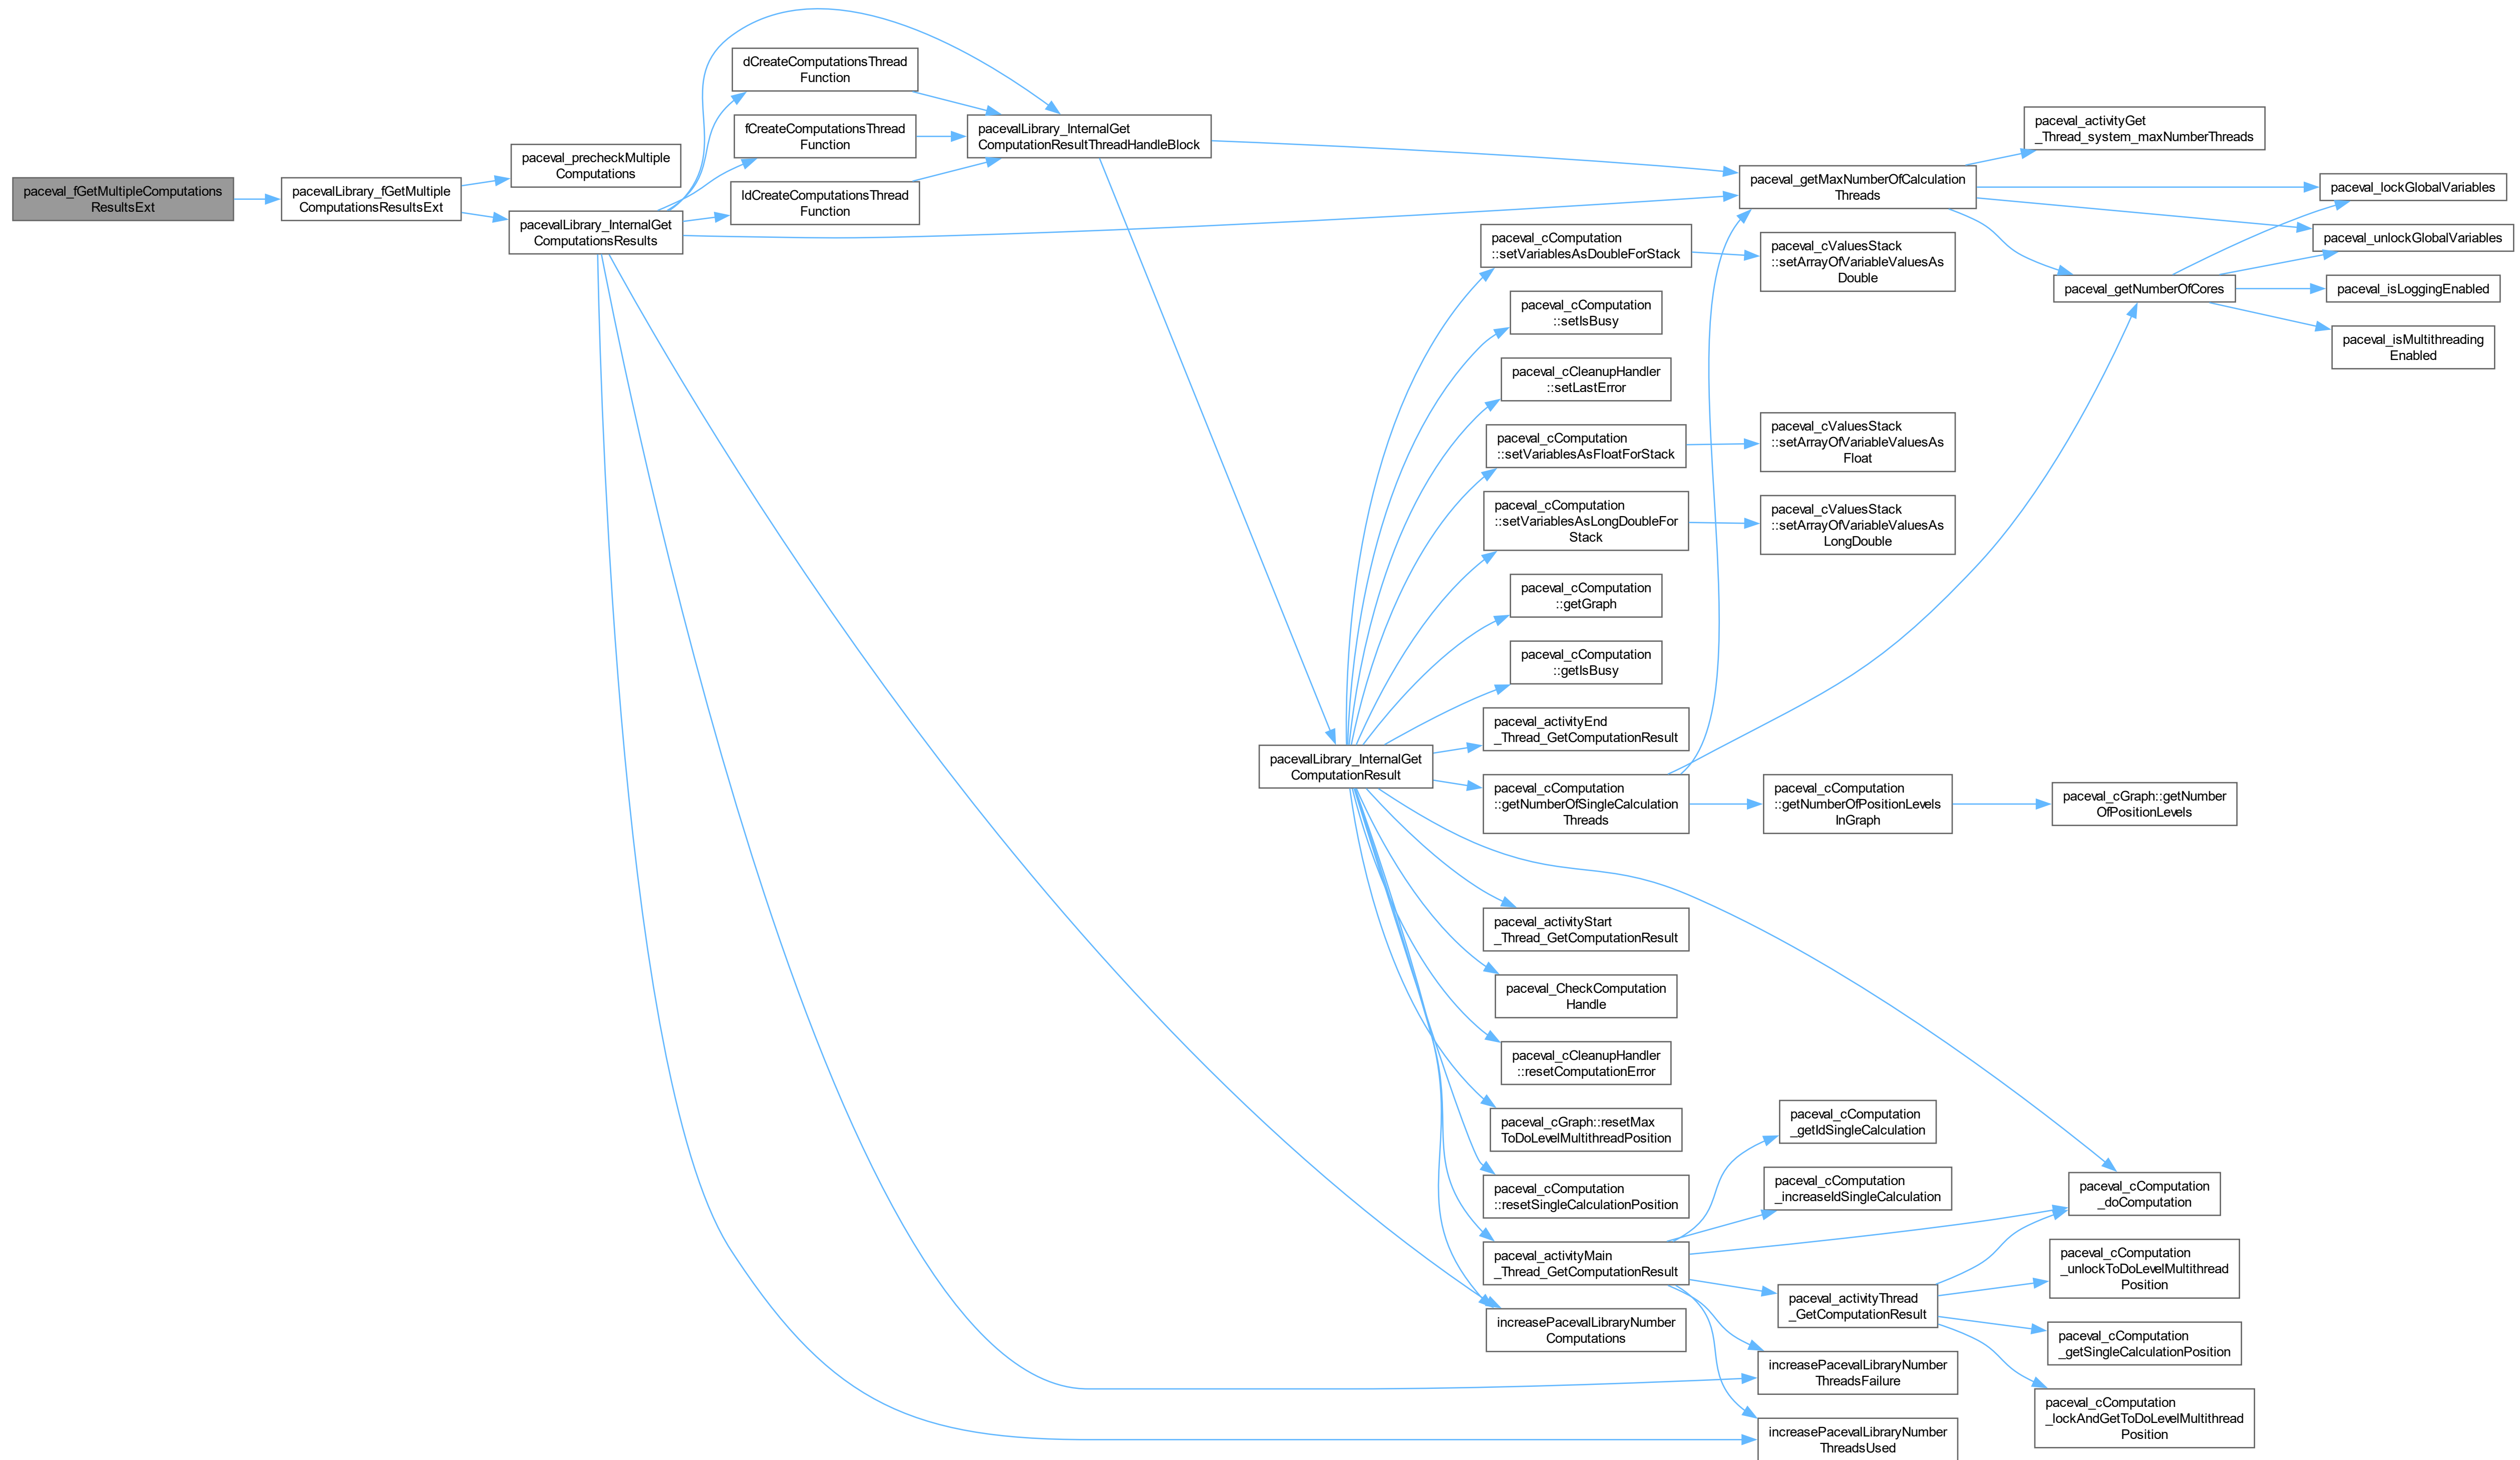 paceval_fGetMultipleComputations
ResultsExt
pacevalLibrary_fGetMultiple
ComputationsResultsExt
paceval_precheckMultiple
Computations
pacevalLibrary_InternalGet
ComputationsResults
dCreateComputationsThread
Function
fCreateComputationsThread
Function
ldCreateComputationsThread
Function
pacevalLibrary_InternalGet
ComputationResultThreadHandleBlock
pacevalLibrary_InternalGet
ComputationResult
paceval_cComputation
::setVariablesAsDoubleForStack
paceval_cComputation
::setIsBusy
paceval_cCleanupHandler
::setLastError
paceval_cComputation
::setVariablesAsFloatForStack
paceval_cComputation
::setVariablesAsLongDoubleFor
Stack
paceval_cComputation
::getGraph
paceval_cComputation
::getIsBusy
paceval_activityEnd
_Thread_GetComputationResult
paceval_cComputation
::getNumberOfSingleCalculation
Threads
paceval_activityStart
_Thread_GetComputationResult
paceval_CheckComputation
Handle
paceval_cCleanupHandler
::resetComputationError
paceval_cGraph::resetMax
ToDoLevelMultithreadPosition
paceval_cComputation
::resetSingleCalculationPosition
paceval_activityMain
_Thread_GetComputationResult
increasePacevalLibraryNumber
Computations
paceval_getMaxNumberOfCalculation
Threads
paceval_cValuesStack
::setArrayOfVariableValuesAs
Double
paceval_cValuesStack
::setArrayOfVariableValuesAs
Float
paceval_cValuesStack
::setArrayOfVariableValuesAs
LongDouble
paceval_cComputation
::getNumberOfPositionLevels
InGraph
paceval_cComputation
_getIdSingleCalculation
paceval_cComputation
_increaseIdSingleCalculation
paceval_activityThread
_GetComputationResult
increasePacevalLibraryNumber
ThreadsFailure
increasePacevalLibraryNumber
ThreadsUsed
paceval_activityGet
_Thread_system_maxNumberThreads
paceval_getNumberOfCores
paceval_cGraph::getNumber
OfPositionLevels
paceval_cComputation
_doComputation
paceval_cComputation
_unlockToDoLevelMultithread
Position
paceval_cComputation
_getSingleCalculationPosition
paceval_cComputation
_lockAndGetToDoLevelMultithread
Position
paceval_lockGlobalVariables
paceval_unlockGlobalVariables
paceval_isLoggingEnabled
paceval_isMultithreading
Enabled